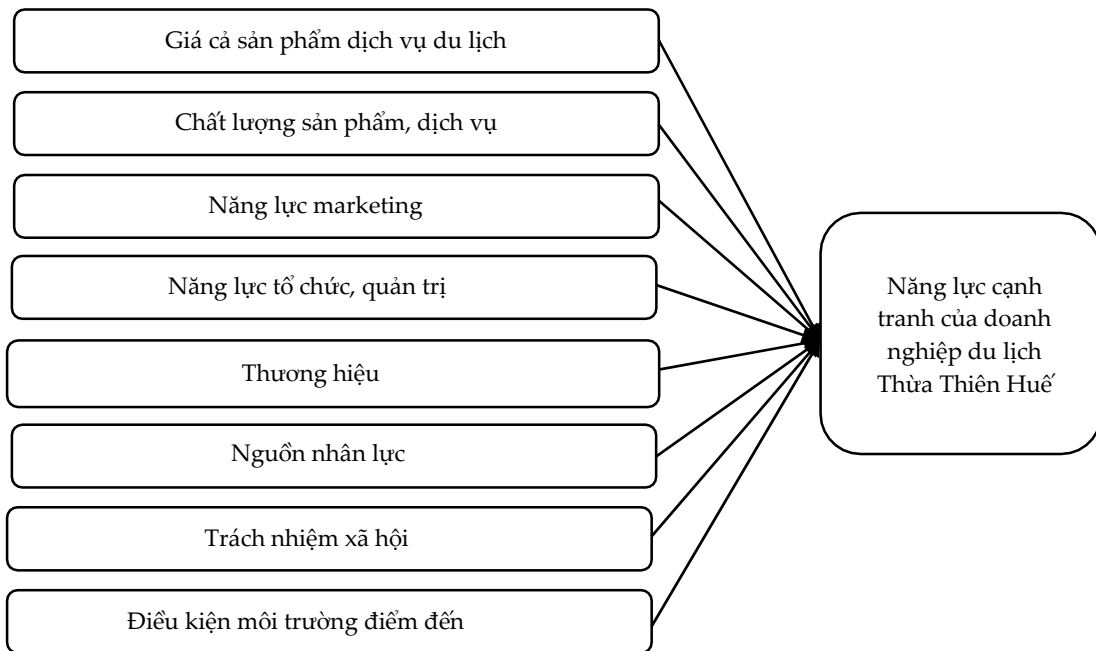 Giá cả sản phẩm dịch vụ du lịch
Chất lượng sản phẩm, dịch vụ
Năng lực marketing
Năng lực tổ chức, quản trị
Thương hiệu
Nguồn nhân lực
Trách nhiệm xã hội
Điều kiện môi trường điểm đến
Năng lực cạnh
tranh của doanh
nghiệp du lịch
Thừa Thiên Huế